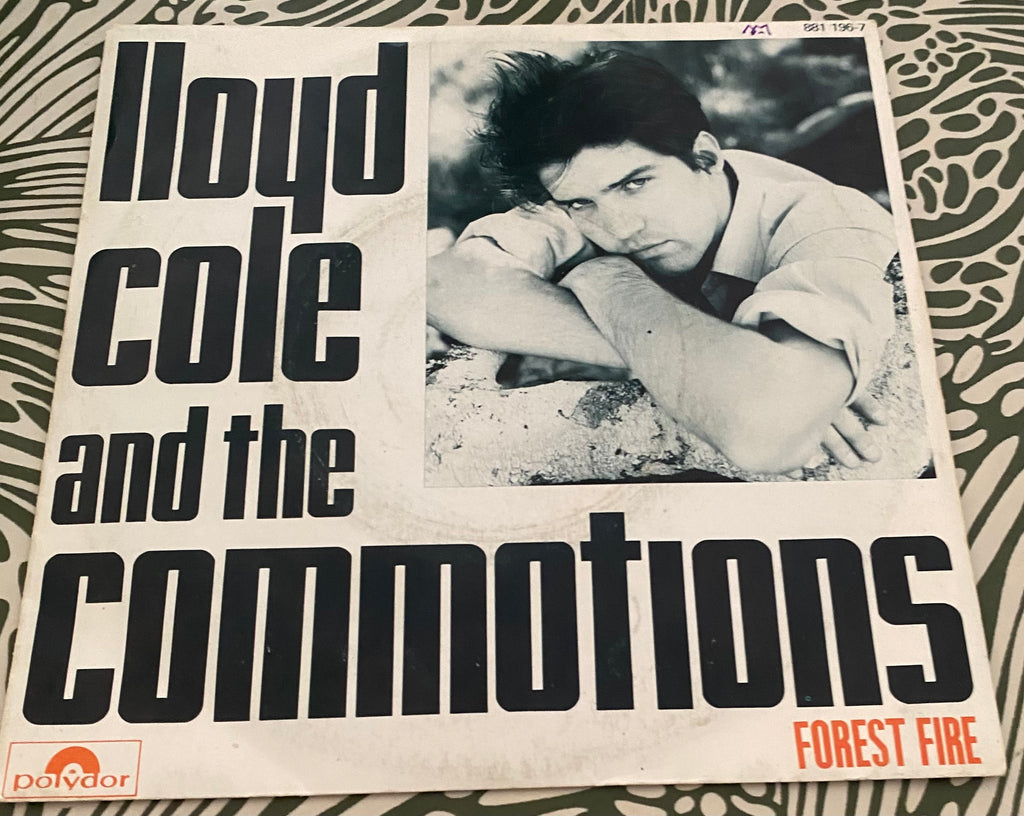 881 196-7
lloyd
cole
and the
commotions
FOREST FIRE
polydor